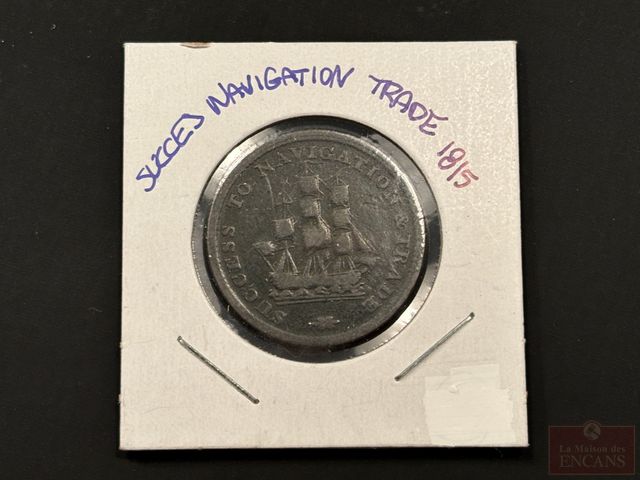 SUCCES NAVIGATION TRADE 1815
SUCCESS TO NAVIGATION & TRADE
La Maison des
ENCANS